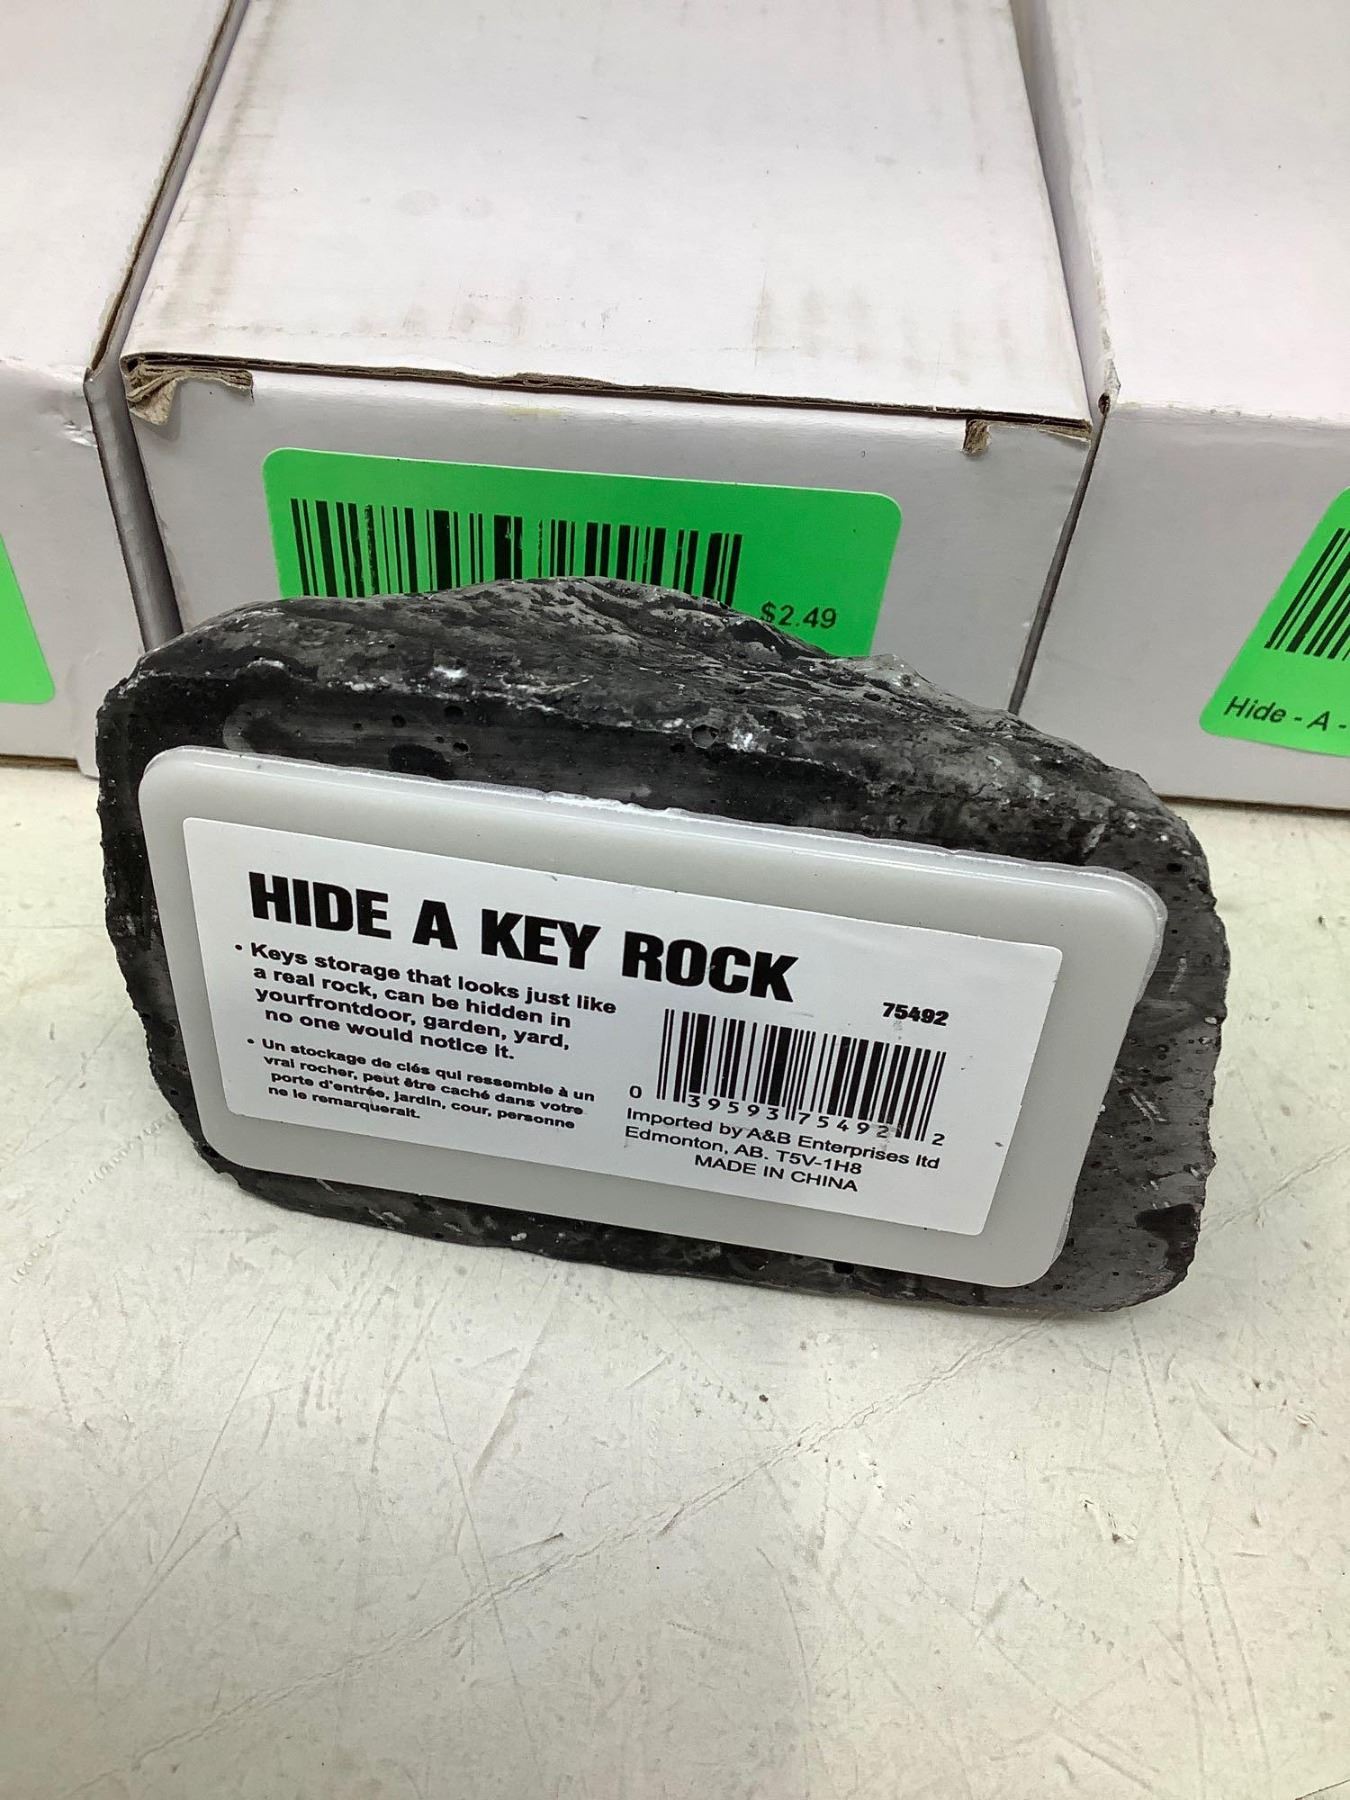 $2.49
Hide - A -
HIDE A KEY ROCK
• Keys storage that looks just like
a real rock, can be hidden in
yourfrontdoor, garden, yard,
no one would notice it.
• Un stockage de clés qui ressemble à un
vrai rocher, peut être caché dans votre
porte d'entrée, jardin, cour, personne
ne le remarquerait.
75492
0 39593 75492 2
Imported by A&B Enterprises ltd
Edmonton, AB. T5V-1H8
MADE IN CHINA